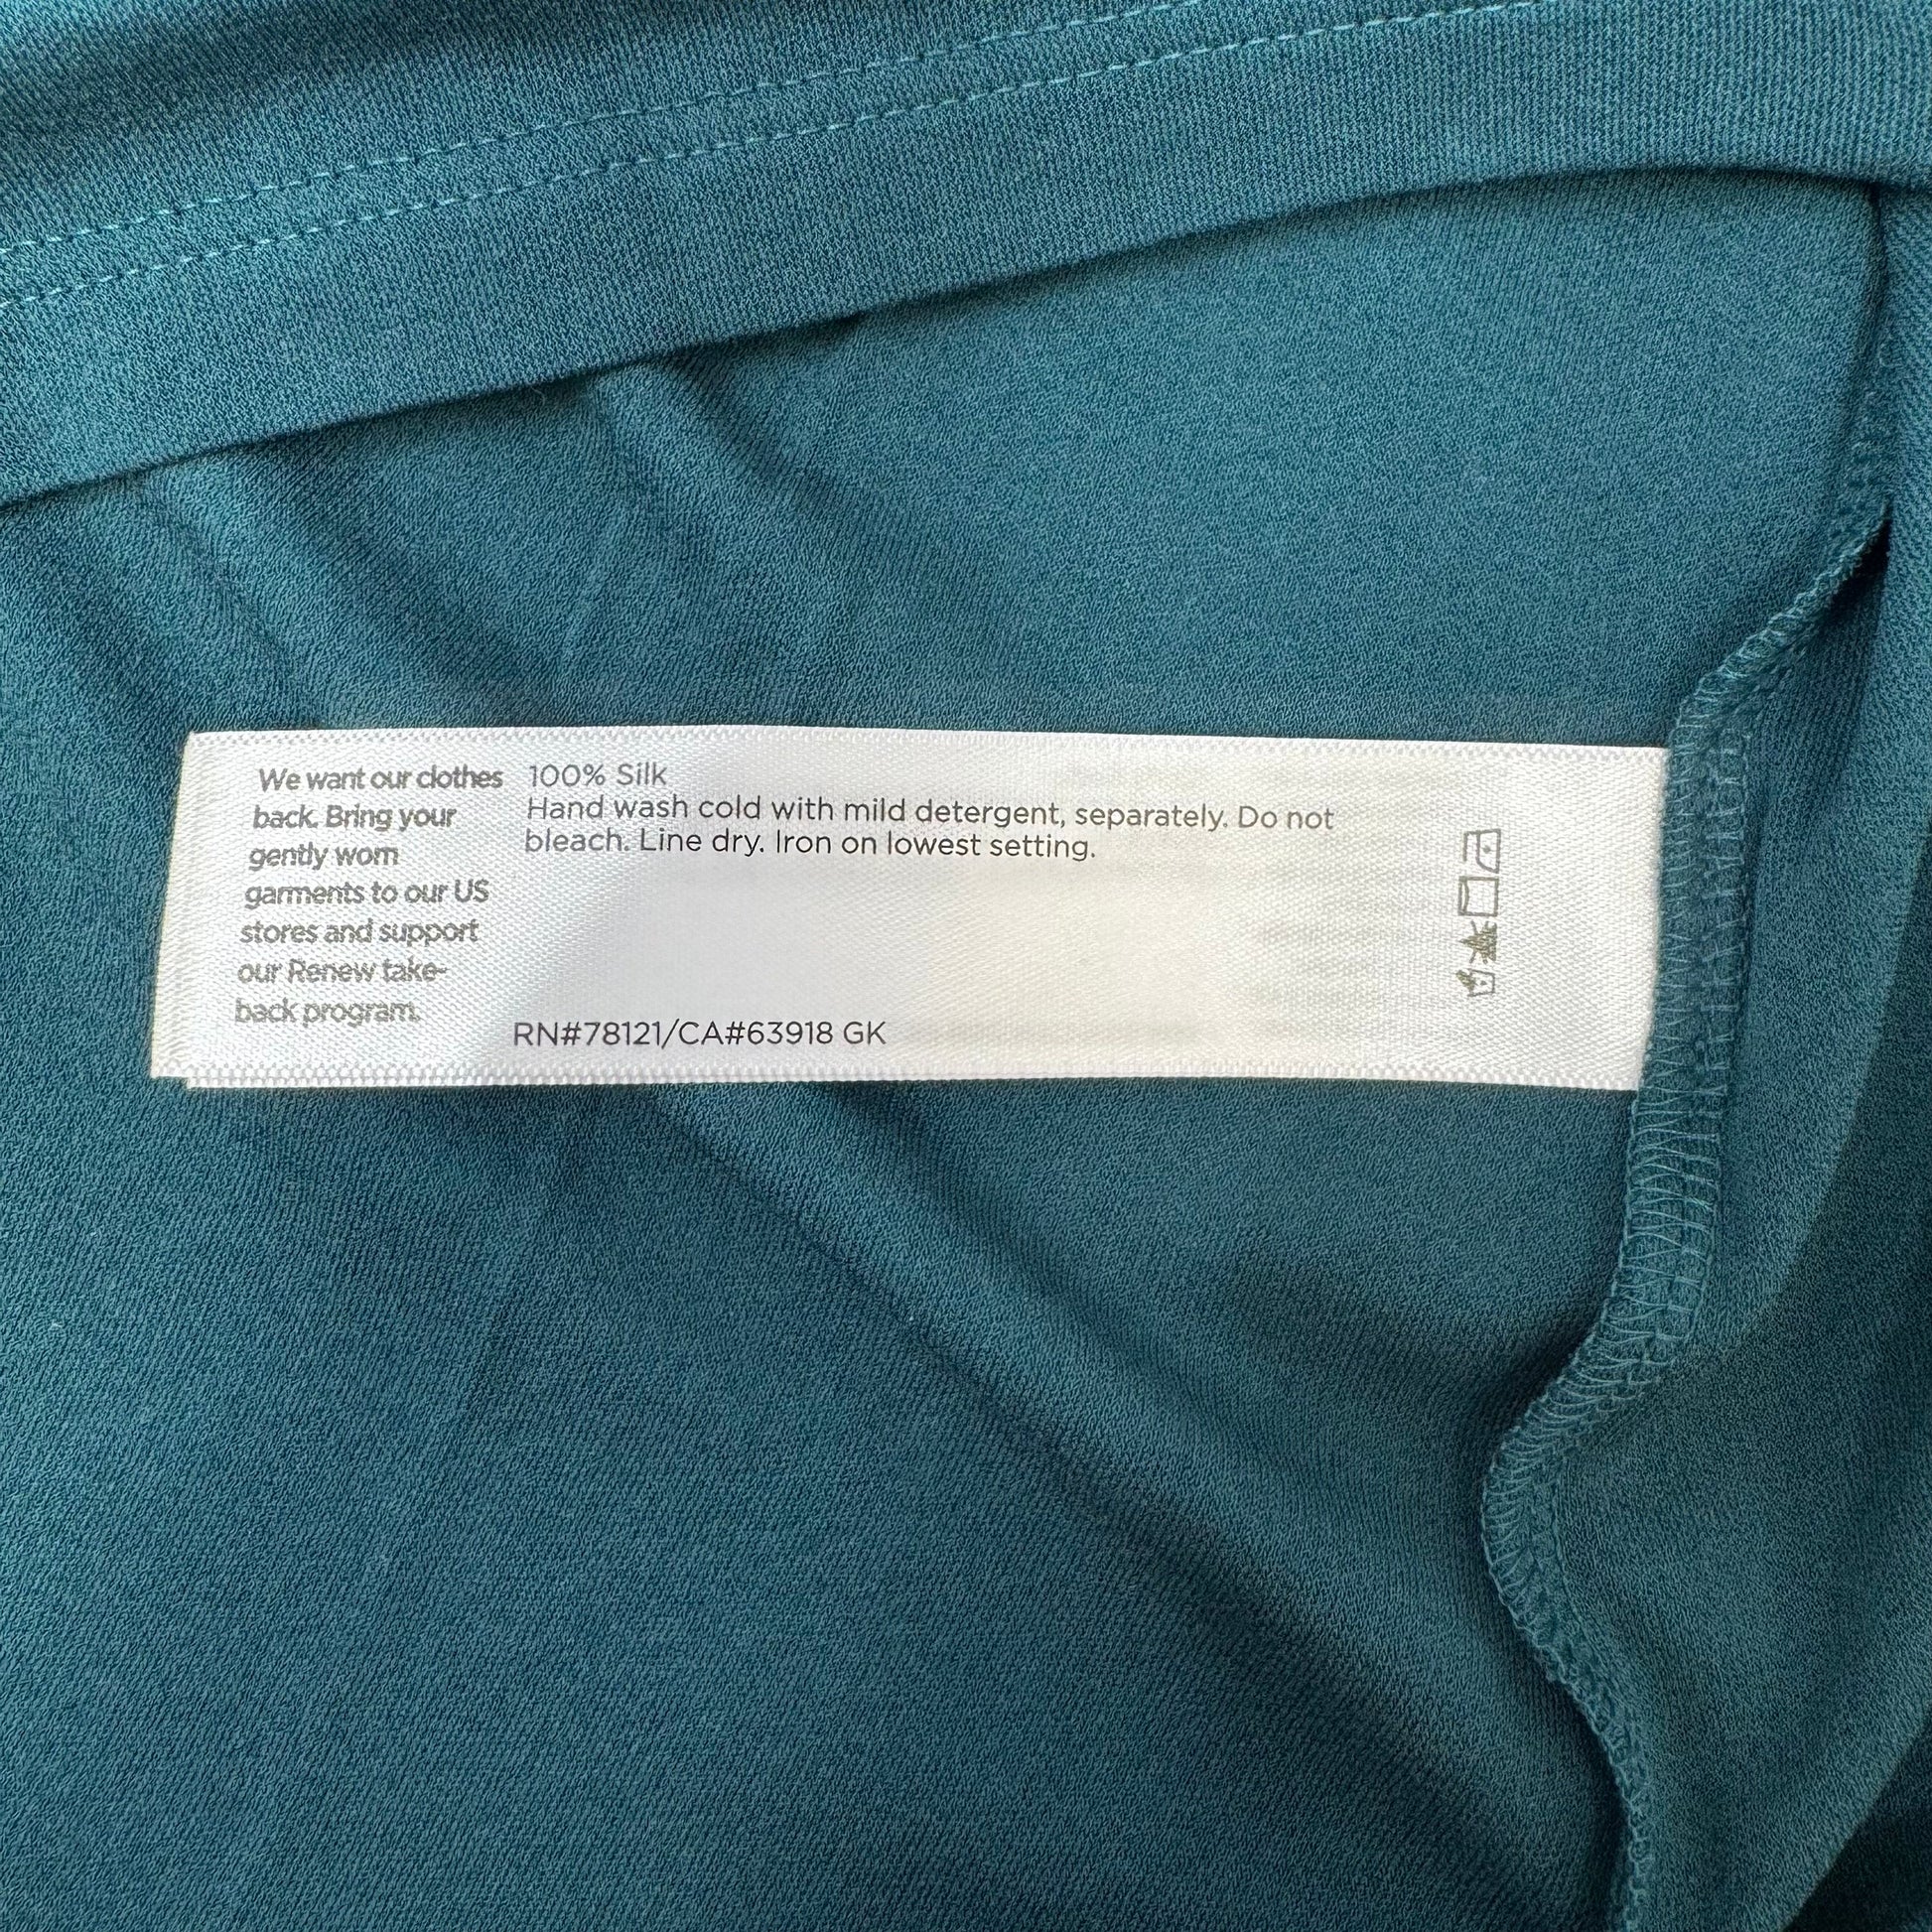 We want our clothes
back. Bring your
gently worn
garments to our US
stores and support
our Renew take-
back program.
100% Silk
Hand wash cold with mild detergent, separately. Do not
bleach. Line dry. Iron on lowest setting.
RN#78121/CA#63918 GK